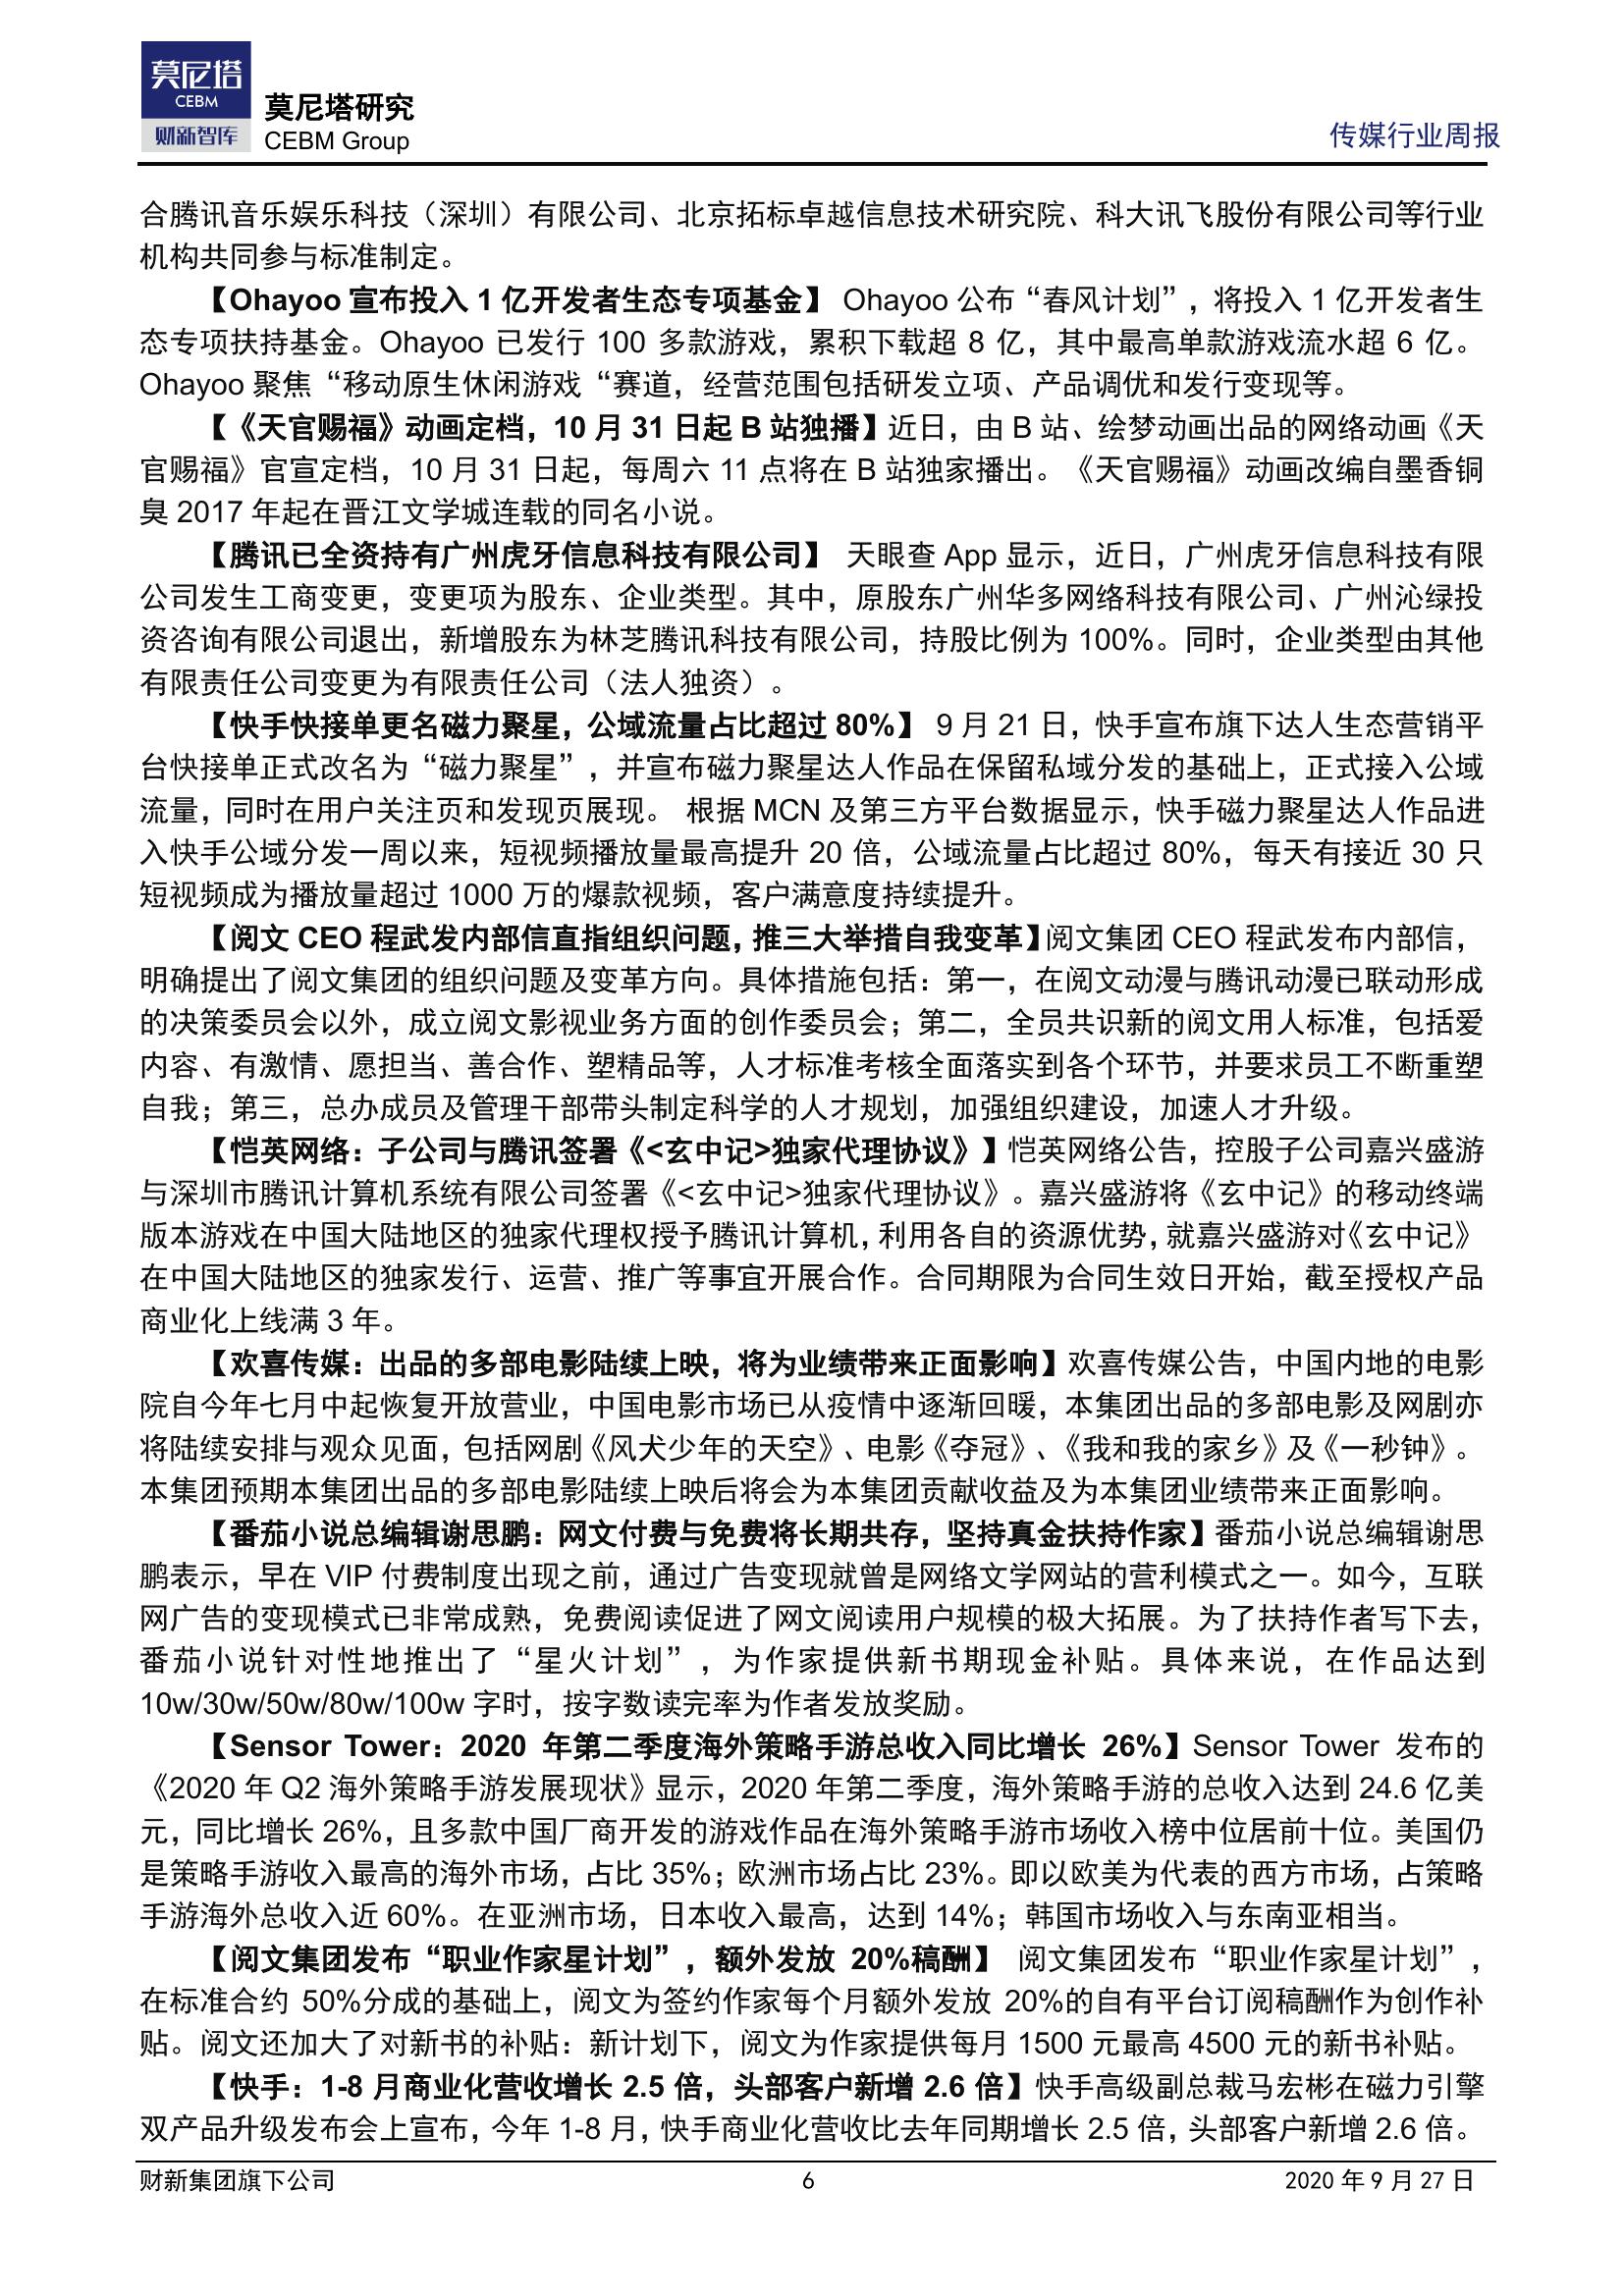 莫尼塔
CEBM
财新智库
莫尼塔研究
CEBM Group
传媒行业周报
合腾讯音乐娱乐科技（深圳）有限公司、北京拓标卓越信息技术研究院、科大讯飞股份有限公司等行业
机构共同参与标准制定。
【Ohayoo 宣布投入 1 亿开发者生态专项基金】 Ohayoo 公布“春风计划”，将投入 1 亿开发者生
态专项扶持基金。Ohayoo 已发行 100 多款游戏，累积下载超 8 亿，其中最高单款游戏流水超 6 亿。
Ohayoo 聚焦“移动原生休闲游戏“赛道，经营范围包括研发立项、产品调优和发行变现等。
【《天官赐福》动画定档，10 月 31 日起 B 站独播】近日，由 B 站、绘梦动画出品的网络动画《天
官赐福》官宣定档，10 月 31 日起，每周六 11 点将在 B 站独家播出。《天官赐福》动画改编自墨香铜
臭 2017 年起在晋江文学城连载的同名小说。
【腾讯已全资持有广州虎牙信息科技有限公司】 天眼查 App 显示，近日，广州虎牙信息科技有限
公司发生工商变更，变更项为股东、企业类型。其中，原股东广州华多网络科技有限公司、广州沁绿投
资咨询有限公司退出，新增股东为林芝腾讯科技有限公司，持股比例为 100%。同时，企业类型由其他
有限责任公司变更为有限责任公司（法人独资）。
【快手快接单更名磁力聚星，公域流量占比超过 80%】 9 月 21 日，快手宣布旗下达人生态营销平
台快接单正式改名为“磁力聚星”，并宣布磁力聚星达人作品在保留私域分发的基础上，正式接入公域
流量，同时在用户关注页和发现页展现。 根据 MCN 及第三方平台数据显示，快手磁力聚星达人作品进
入快手公域分发一周以来，短视频播放量最高提升 20 倍，公域流量占比超过 80%，每天有接近 30 只
短视频成为播放量超过 1000 万的爆款视频，客户满意度持续提升。
【阅文 CEO 程武发内部信直指组织问题，推三大举措自我变革】阅文集团 CEO 程武发布内部信，
明确提出了阅文集团的组织问题及变革方向。具体措施包括：第一，在阅文动漫与腾讯动漫已联动形成
的决策委员会以外，成立阅文影视业务方面的创作委员会；第二，全员共识新的阅文用人标准，包括爱
内容、有激情、愿担当、善合作、塑精品等，人才标准考核全面落实到各个环节，并要求员工不断重塑
自我；第三，总办成员及管理干部带头制定科学的人才规划，加强组织建设，加速人才升级。
【恺英网络：子公司与腾讯签署《<玄中记>独家代理协议》】恺英网络公告，控股子公司嘉兴盛游
与深圳市腾讯计算机系统有限公司签署《<玄中记>独家代理协议》。嘉兴盛游将《玄中记》的移动终端
版本游戏在中国大陆地区的独家代理权授予腾讯计算机，利用各自的资源优势，就嘉兴盛游对《玄中记》
在中国大陆地区的独家发行、运营、推广等事宜开展合作。合同期限为合同生效日开始，截至授权产品
商业化上线满 3 年。
【欢喜传媒：出品的多部电影陆续上映，将为业绩带来正面影响】欢喜传媒公告，中国内地的电影
院自今年七月中起恢复开放营业，中国电影市场已从疫情中逐渐回暖，本集团出品的多部电影及网剧亦
将陆续安排与观众见面，包括网剧《风犬少年的天空》、电影《夺冠》、《我和我的家乡》及《一秒钟》。
本集团预期本集团出品的多部电影陆续上映后将会为本集团贡献收益及为本集团业绩带来正面影响。
【番茄小说总编辑谢思鹏：网文付费与免费将长期共存，坚持真金扶持作家】番茄小说总编辑谢思
鹏表示，早在 VIP 付费制度出现之前，通过广告变现就曾是网络文学网站的营利模式之一。如今，互联
网广告的变现模式已非常成熟，免费阅读促进了网文阅读用户规模的极大拓展。为了扶持作者写下去，
番茄小说针对性地推出了“星火计划”，为作家提供新书期现金补贴。具体来说，在作品达到
10w/30w/50w/80w/100w 字时，按字数读完率为作者发放奖励。
【Sensor Tower：2020 年第二季度海外策略手游总收入同比增长 26%】Sensor Tower 发布的
《2020 年 Q2 海外策略手游发展现状》显示，2020 年第二季度，海外策略手游的总收入达到 24.6 亿美
元，同比增长 26%，且多款中国厂商开发的游戏作品在海外策略手游市场收入榜中位居前十位。美国仍
是策略手游收入最高的海外市场，占比 35%；欧洲市场占比 23%。即以欧美为代表的西方市场，占策略
手游海外总收入近 60%。在亚洲市场，日本收入最高，达到 14%；韩国市场收入与东南亚相当。
【阅文集团发布“职业作家星计划”，额外发放 20%稿酬】 阅文集团发布“职业作家星计划”，
在标准合约 50%分成的基础上，阅文为签约作家每个月额外发放 20%的自有平台订阅稿酬作为创作补
贴。阅文还加大了对新书的补贴：新计划下，阅文为作家提供每月 1500 元最高 4500 元的新书补贴。
【快手：1-8 月商业化营收增长 2.5 倍，头部客户新增 2.6 倍】快手高级副总裁马宏彬在磁力引擎
双产品升级发布会上宣布，今年 1-8 月，快手商业化营收比去年同期增长 2.5 倍，头部客户新增 2.6 倍。
财新集团旗下公司
6
2020 年 9 月 27 日